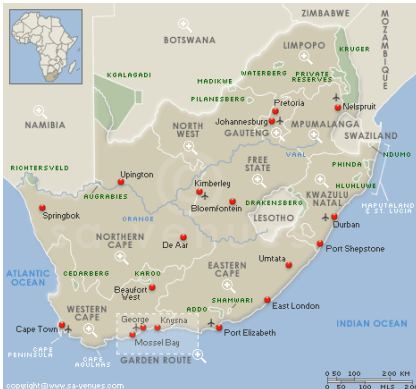 ZIMBABWE
MOZAMBIQUE
BOTSWANA
LIMPOPO
KRUGER
KGALAGADI
WATERBERG
PRIVATE
RESERVES
MADIKWE
PILANESBERG
Pretoria
Nelspruit
Johannesburg
NAMIBIA
NORTH
WEST
GAUTENG
MPUMALANGA
SWAZILAND
NDUMO
RICHTERSVELD
VAAL
FREE
STATE
PHINDA
Upington
Kimberley
HLUHLUWE
AUGRABIES
KWAZULU
NATAL
MAPUTALAND
& ST. LUCIA
Springbok
Bloemfontein
DRAKENSBERG
ORANGE
LESOTHO
Durban
NORTHERN
CAPE
De Aar
Port Shepstone
ATLANTIC
OCEAN
CEDARBERG
KAROO
EASTERN
CAPE
Umtata
Beaufort
West
SHAMWARI
WESTERN
CAPE
ADDO
East London
Cape Town
George
Knysna
Port Elizabeth
INDIAN OCEAN
Mossel Bay
CAPE
PENINSULA
CAPE
AGULHAS
GARDEN ROUTE
0 50 100 200 KM
0 50 100 MLS 200
copyright © www.sa-venues.com